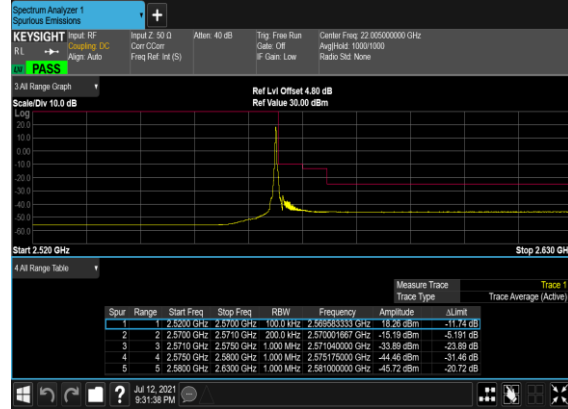 Spectrum Analyzer 1
Spurious Emissions
KEYSIGHT Input: RF Input Z: 50 Ω Atten: 40 dB Trig: Free Run Center Freq: 22.005000000 GHz
RL Coupling: DC Corr CCorr Gate: Off Avg|Hold: 1000/1000
Align: Auto Freq Ref: Int (S) IF Gain: Low Radio Std: None
PASS
3 All Range Graph
Ref Lvl Offset 4.80 dB
Scale/Div 10.0 dB Ref Value 30.00 dBm
Log
20.0
10.0
0.00
-10.0
-20.0
-30.0
-40.0
-50.0
-60.0
Start 2.520 GHz Stop 2.630 GH
4 All Range Table
Measure Trace Trace 1
Trace Type Trace Average (Active)
Spur Range Start Freq Stop Freq RBW Frequency Amplitude ΔLimit
1 1 2.5200 GHz 2.5700 GHz 100.0 kHz 2.569583333 GHz 18.26 dBm -11.74 dB
2 2 2.5700 GHz 2.5710 GHz 200.0 kHz 2.570001667 GHz -15.19 dBm -5.191 dB
3 3 2.5710 GHz 2.5750 GHz 1.000 MHz 2.571040000 GHz -33.89 dBm -23.89 dB
4 4 2.5750 GHz 2.5800 GHz 1.000 MHz 2.575175000 GHz -44.46 dBm -31.46 dB
5 5 2.5800 GHz 2.6300 GHz 1.000 MHz 2.581000000 GHz -45.72 dBm -20.72 dB
Jul 12, 2021
9:31:38 PM